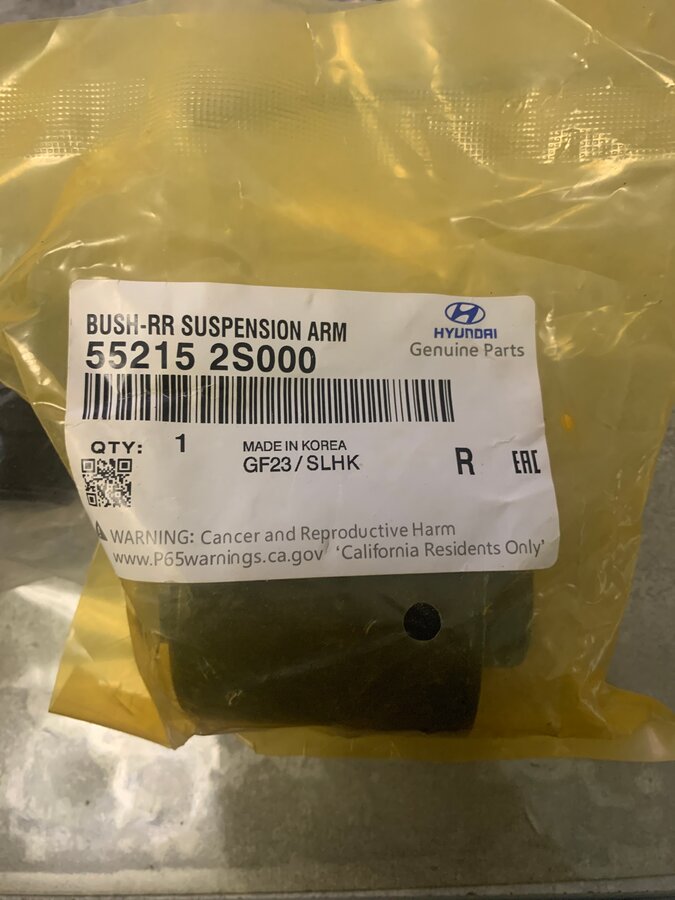 BUSH-RR SUSPENSION ARM
55215 2S000
HYUNDAI
Genuine Parts
QTY: 1
MADE IN KOREA
GF23/SLHK
R
EAC
WARNING: Cancer and Reproductive Harm
www.P65warnings.ca.gov 'California Residents Only'